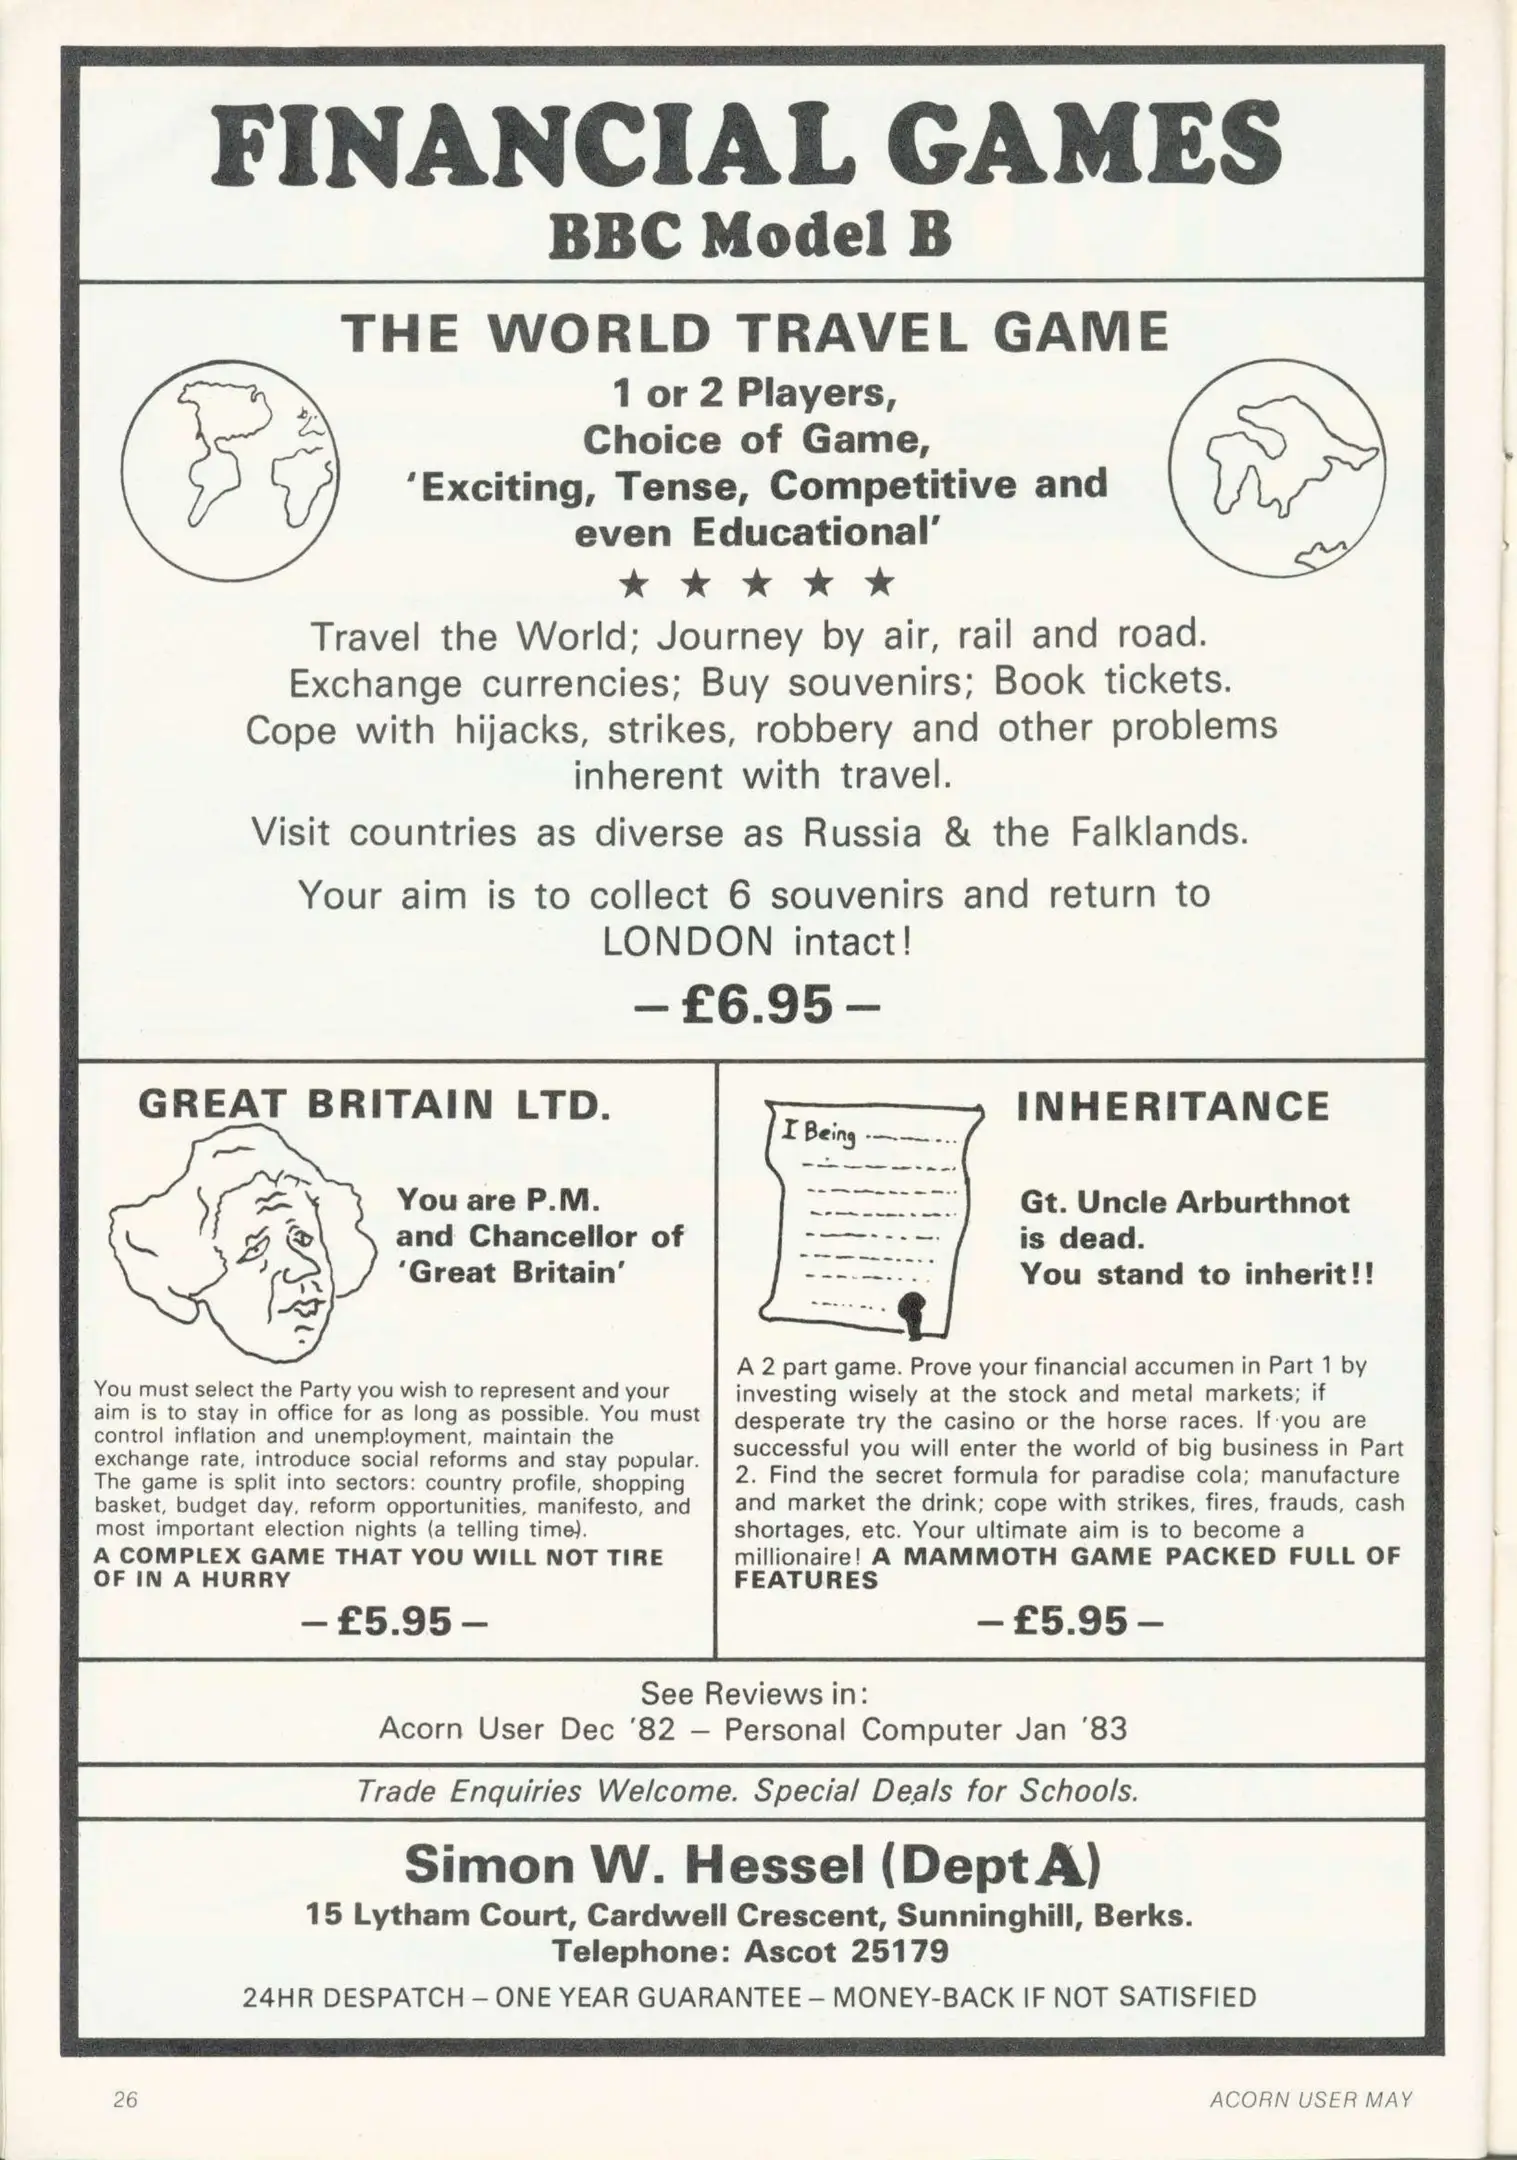 FINANCIAL GAMES
BBC Model B
THE WORLD TRAVEL GAME
1 or 2 Players,
Choice of Game,
'Exciting, Tense, Competitive and
even Educational'
★ ★ ★ ★ ★
Travel the World; Journey by air, rail and road.
Exchange currencies; Buy souvenirs; Book tickets.
Cope with hijacks, strikes, robbery and other problems
inherent with travel.
Visit countries as diverse as Russia & the Falklands.
Your aim is to collect 6 souvenirs and return to
LONDON intact!
– £6.95 –
GREAT BRITAIN LTD.
You are P.M.
and Chancellor of
'Great Britain'
You must select the Party you wish to represent and your
aim is to stay in office for as long as possible. You must
control inflation and unemployment, maintain the
exchange rate, introduce social reforms and stay popular.
The game is split into sectors: country profile, shopping
basket, budget day, reform opportunities, manifesto, and
most important election nights (a telling time).
A COMPLEX GAME THAT YOU WILL NOT TIRE
OF IN A HURRY
– £5.95 –
I Being
INHERITANCE
Gt. Uncle Arburthnot
is dead.
You stand to inherit!!
A 2 part game. Prove your financial accumen in Part 1 by
investing wisely at the stock and metal markets; if
desperate try the casino or the horse races. If you are
successful you will enter the world of big business in Part
2. Find the secret formula for paradise cola; manufacture
and market the drink; cope with strikes, fires, frauds, cash
shortages, etc. Your ultimate aim is to become a
millionaire! A MAMMOTH GAME PACKED FULL OF
FEATURES
– £5.95 –
See Reviews in:
Acorn User Dec '82 – Personal Computer Jan '83
Trade Enquiries Welcome. Special Deals for Schools.
Simon W. Hessel (Dept A)
15 Lytham Court, Cardwell Crescent, Sunninghill, Berks.
Telephone: Ascot 25179
24HR DESPATCH – ONE YEAR GUARANTEE – MONEY-BACK IF NOT SATISFIED
26
ACORN USER MAY